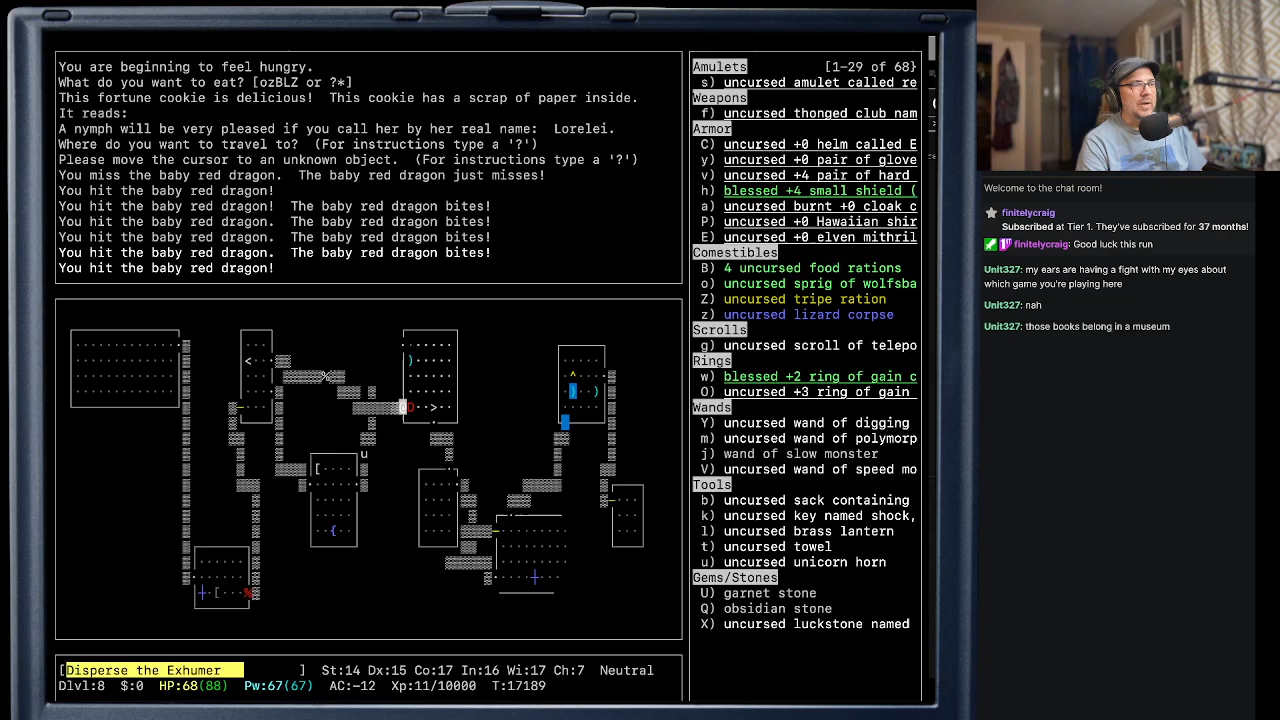 You are beginning to feel hungry.
What do you want to eat? [ozBLZ or ?*]
This fortune cookie is delicious!  This cookie has a scrap of paper inside.
It reads:
A nymph will be very pleased if you call her by her real name:  Lorelei.
Where do you want to travel to?  (For instructions type a '?')
Please move the cursor to an unknown object.  (For instructions type a '?')
You miss the baby red dragon.  The baby red dragon just misses!
You hit the baby red dragon!
You hit the baby red dragon!  The baby red dragon bites!
You hit the baby red dragon.  The baby red dragon bites!
You hit the baby red dragon.  The baby red dragon bites!
You hit the baby red dragon.  The baby red dragon bites!
You hit the baby red dragon!
[Disperse the Exhumer ] St:14 Dx:15 Co:17 In:16 Wi:17 Ch:7 Neutral
Dlvl:8 $:0 HP:68(88) Pw:67(67) AC:-12 Xp:11/10000 T:17189
Amulets [1-29 of 68}
s) uncursed amulet called re
Weapons
f) uncursed thonged club nam
Armor
C) uncursed +0 helm called E
y) uncursed +0 pair of glove
v) uncursed +4 pair of hard
h) blessed +4 small shield (
a) uncursed burnt +0 cloak c
P) uncursed +0 Hawaiian shir
E) uncursed +0 elven mithril
Comestibles
B) 4 uncursed food rations
o) uncursed sprig of wolfsba
Z) uncursed tripe ration
z) uncursed lizard corpse
Scrolls
g) uncursed scroll of telepo
Rings
w) blessed +2 ring of gain c
O) uncursed +3 ring of gain
Wands
Y) uncursed wand of digging
m) uncursed wand of polymorp
j) wand of slow monster
V) uncursed wand of speed mo
Tools
b) uncursed sack containing
k) uncursed key named shock,
l) uncursed brass lantern
t) uncursed towel
u) uncursed unicorn horn
Gems/Stones
U) garnet stone
Q) obsidian stone
X) uncursed luckstone named
Welcome to the chat room!
finitelycraig
Subscribed at Tier 1. They've subscribed for 37 months!
finitelycraig: Good luck this run
Unit327: my ears are having a fight with my eyes about
which game you're playing here
Unit327: nah
Unit327: those books belong in a museum